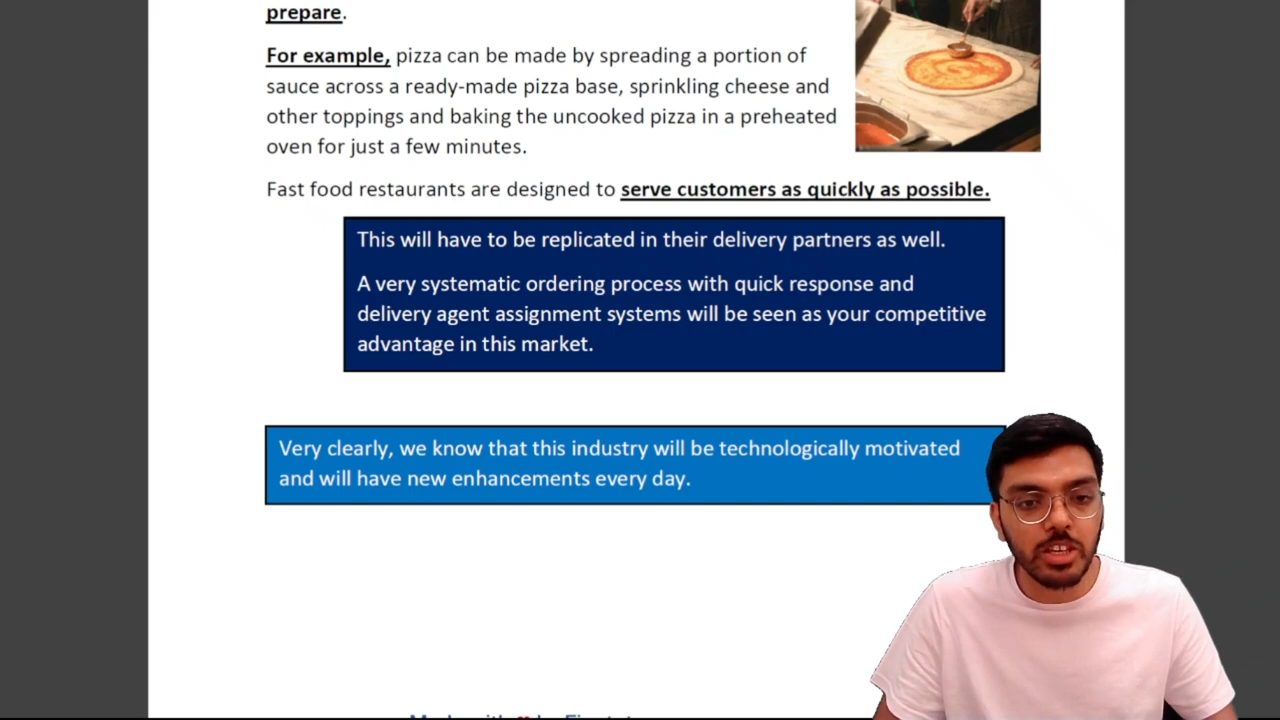 prepare.
For example, pizza can be made by spreading a portion of
sauce across a ready-made pizza base, sprinkling cheese and
other toppings and baking the uncooked pizza in a preheated
oven for just a few minutes.
Fast food restaurants are designed to serve customers as quickly as possible.
This will have to be replicated in their delivery partners as well.
A very systematic ordering process with quick response and
delivery agent assignment systems will be seen as your competitive
advantage in this market.
Very clearly, we know that this industry will be technologically motivated
and will have new enhancements every day.